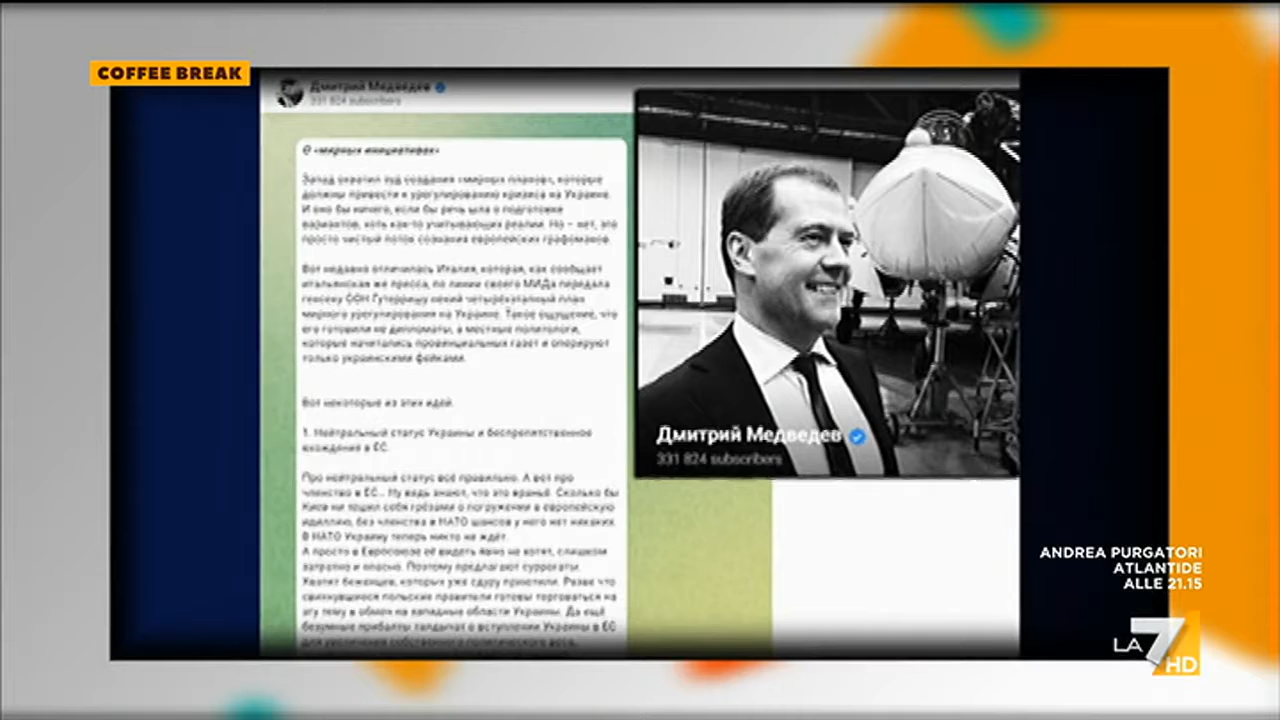 COFFEE BREAK
Дмитрий Медведев
331 824 subscribers
О «мирных инициативах»
Запад охватил зуд создания «мирных планов», которые
должны привести к урегулированию кризиса на Украине.
И оно бы ничего, если бы речь шла о подготовке
вариантов, хоть как-то учитывающих реалии. Но – нет, это
просто чистый поток сознания европейских графоманов.
Вот недавно отличилась Италия, которая, как сообщает
итальянская же пресса, по линии своего МИДа передала
генсеку ООН Гутеррешу некий четырёхэтапный план
мирного урегулирования на Украине. Такое ощущение, что
его готовили не дипломаты, а местные политологи,
которые начитались провинциальных газет и оперируют
только украинскими фейками.
Вот некоторые из этих идей.
1. Нейтральный статус Украины и беспрепятственное
вхождение в ЕС.
Про нейтральный статус всё правильно. А вот про
членство в ЕС... Ну ведь знают, что это враньё. Сколько бы
Киев ни тешил себя грёзами о погружении в европейскую
идиллию, без членства в НАТО шансов у него нет никаких.
В НАТО Украину теперь никто не ждёт.
А просто в Евросоюзе её видеть явно не хотят, слишком
затратно и опасно. Поэтому предлагают суррогаты.
Хватит беженцев, которых уже сдуру приютили. Разве что
свихнувшиеся польские правители готовы торговаться на
эту тему в обмен на западные области Украины. Да ещё
безумные прибалты талдычат о вступлении Украины в ЕС
для увеличения собственного политического веса.
Дмитрий Медведев
331 824 subscribers
ANDREA PURGATORI
ATLANTIDE
ALLE 21.15
LA 7 HD